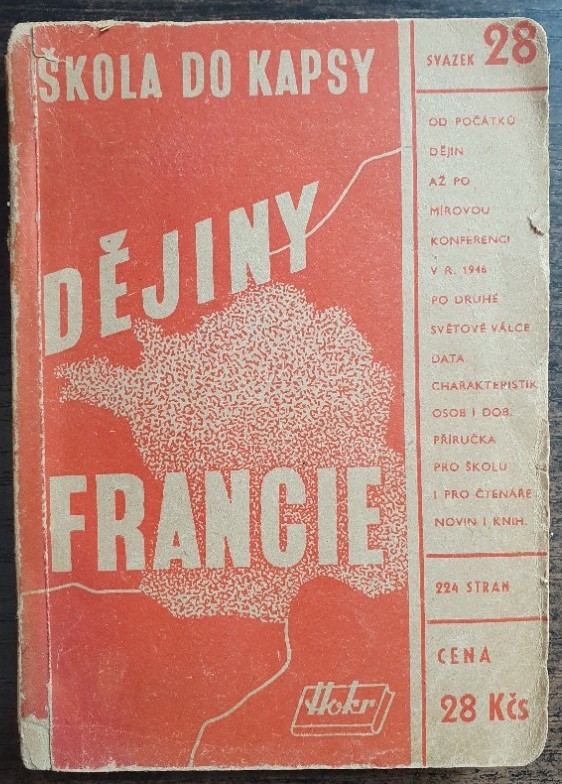 ŠKOLA DO KAPSY
DĚJINY
FRANCIE
Hokr
SVAZEK 28
OD POČÁTKŮ
DĚJIN
AŽ PO
MÍROVOU
KONFERENCI
V R. 1946
PO DRUHÉ
SVĚTOVÉ VÁLCE.
DATA.
CHARAKTERISTIK
OSOB I DOB.
PŘÍRUČKA
PRO ŠKOLU
I PRO ČTENÁŘE
NOVIN I KNIH.
224 STRAN
CENA
28 Kčs